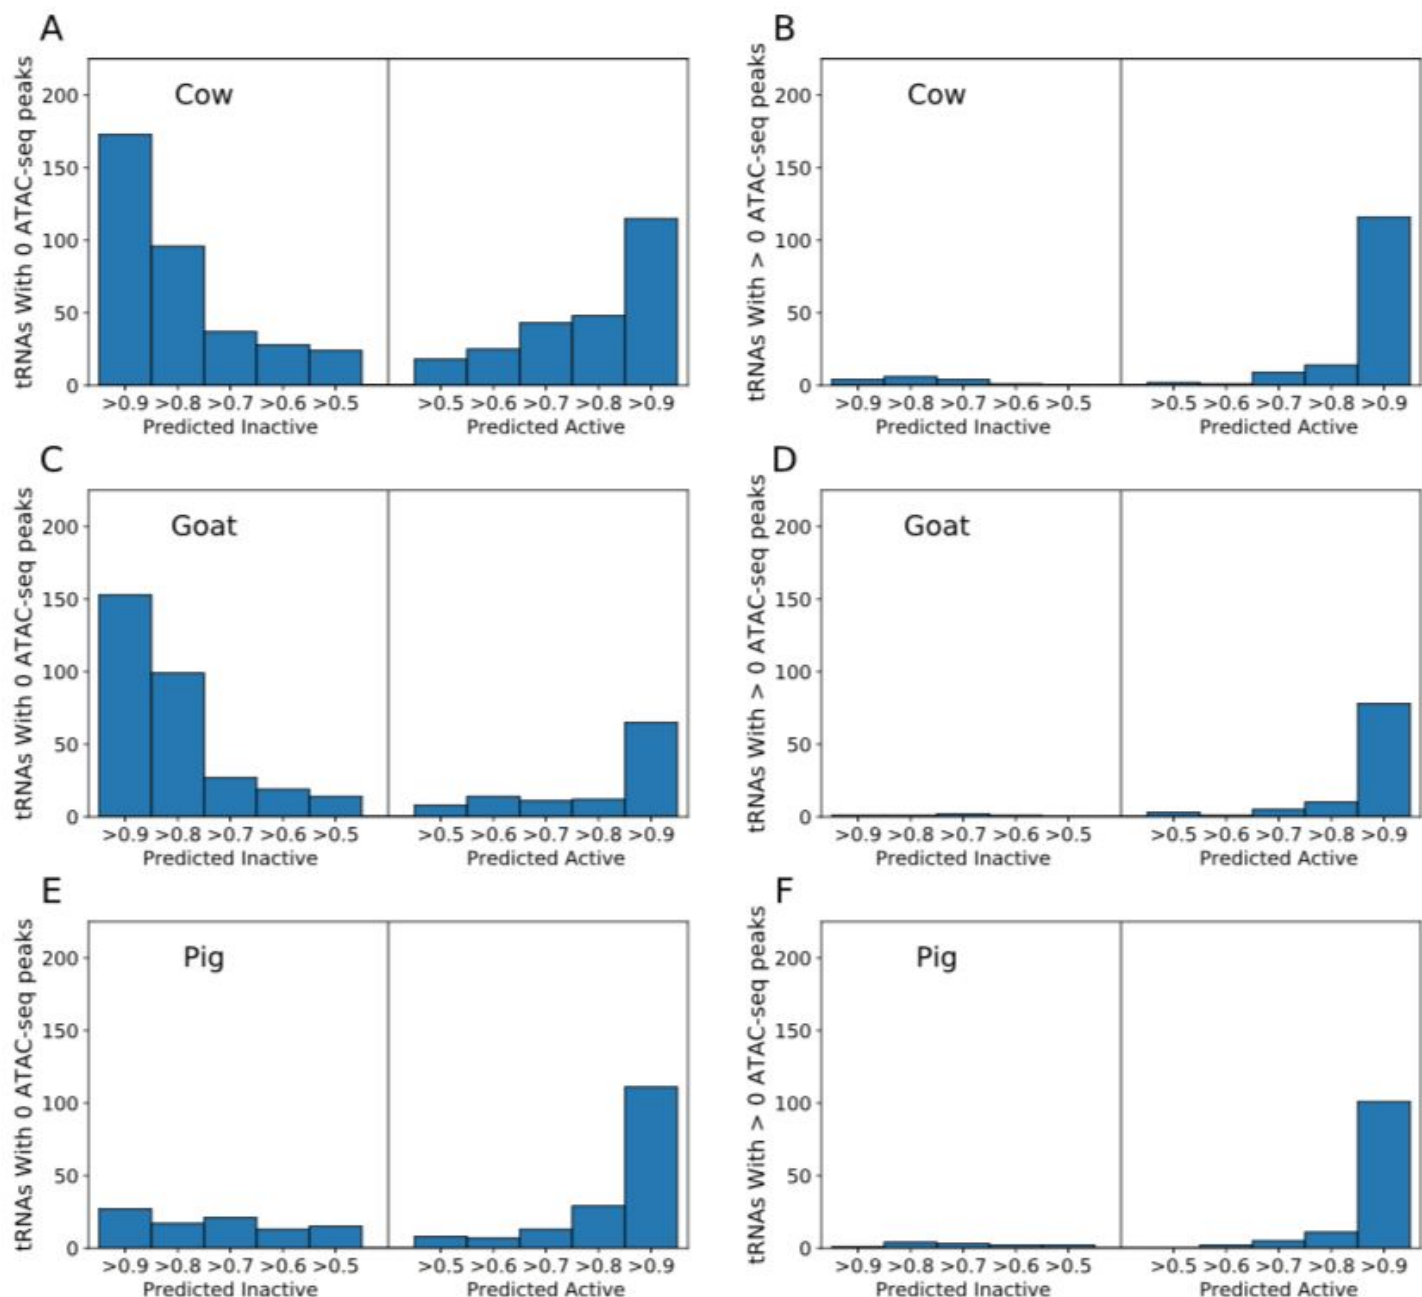 A
tRNAs With 0 ATAC-seq peaks
200
150
100
50
0
Cow
>0.9 >0.8 >0.7 >0.6 >0.5
Predicted Inactive
>0.5 >0.6 >0.7 >0.8 >0.9
Predicted Active
B
tRNAs With > 0 ATAC-seq peaks
200
150
100
50
0
Cow
>0.9 >0.8 >0.7 >0.6 >0.5
Predicted Inactive
>0.5 >0.6 >0.7 >0.8 >0.9
Predicted Active
C
tRNAs With 0 ATAC-seq peaks
200
150
100
50
0
Goat
>0.9 >0.8 >0.7 >0.6 >0.5
Predicted Inactive
>0.5 >0.6 >0.7 >0.8 >0.9
Predicted Active
D
tRNAs With > 0 ATAC-seq peaks
200
150
100
50
0
Goat
>0.9 >0.8 >0.7 >0.6 >0.5
Predicted Inactive
>0.5 >0.6 >0.7 >0.8 >0.9
Predicted Active
E
tRNAs With 0 ATAC-seq peaks
200
150
100
50
0
Pig
>0.9 >0.8 >0.7 >0.6 >0.5
Predicted Inactive
>0.5 >0.6 >0.7 >0.8 >0.9
Predicted Active
F
tRNAs With > 0 ATAC-seq peaks
200
150
100
50
0
Pig
>0.9 >0.8 >0.7 >0.6 >0.5
Predicted Inactive
>0.5 >0.6 >0.7 >0.8 >0.9
Predicted Active